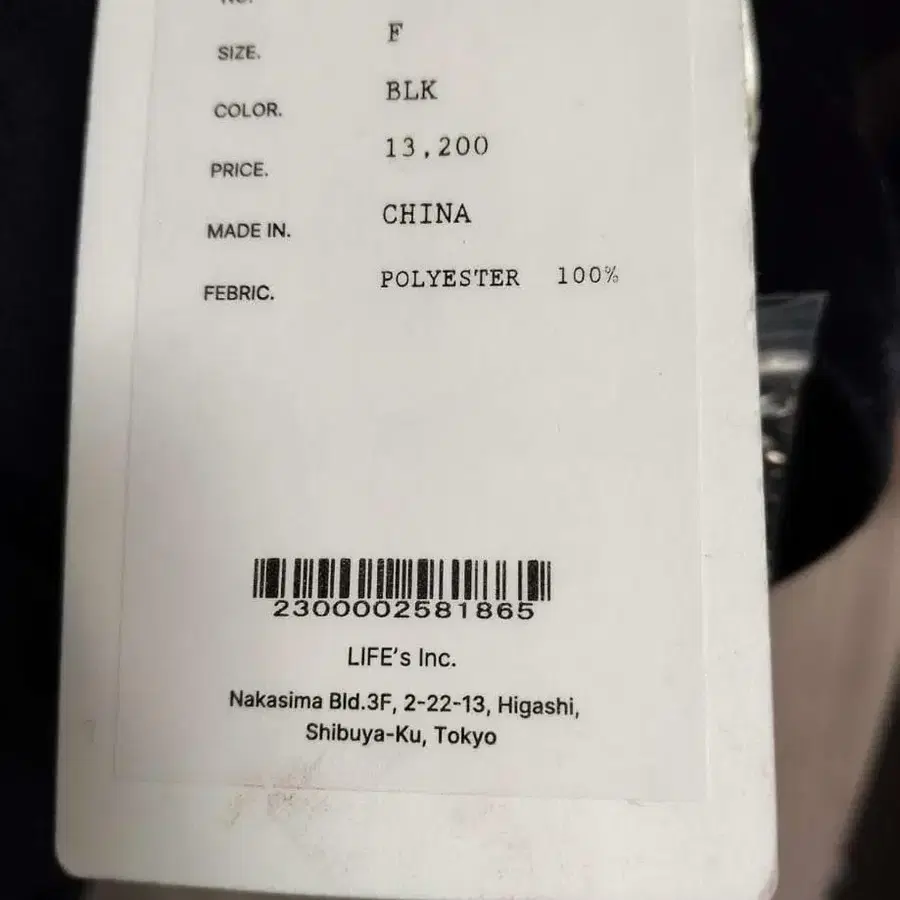 NO.
SIZE. F
COLOR. BLK
PRICE. 13,200
MADE IN. CHINA
FEBRIC. POLYESTER 100%
2300002581865
LIFE's Inc.
Nakasima Bld.3F, 2-22-13, Higashi,
Shibuya-Ku, Tokyo